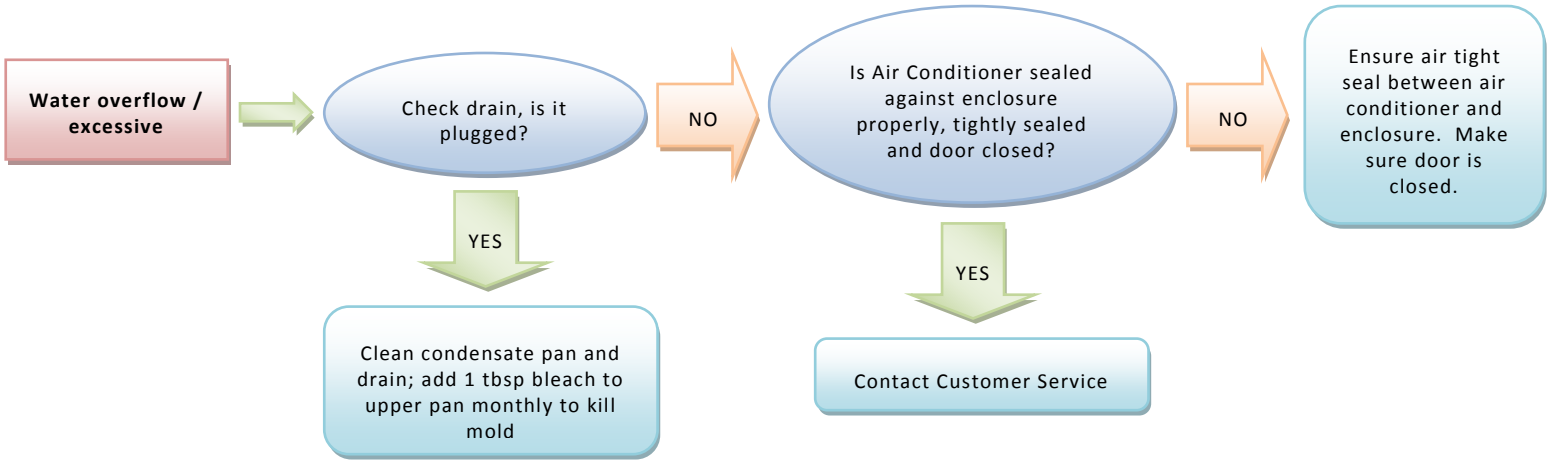 Water overflow /
excessive
Check drain, is it
plugged?
NO
Is Air Conditioner sealed
against enclosure
properly, tightly sealed
and door closed?
NO
Ensure air tight
seal between air
conditioner and
enclosure.  Make
sure door is
closed.
YES
YES
Clean condensate pan and
drain; add 1 tbsp bleach to
upper pan monthly to kill
mold
Contact Customer Service